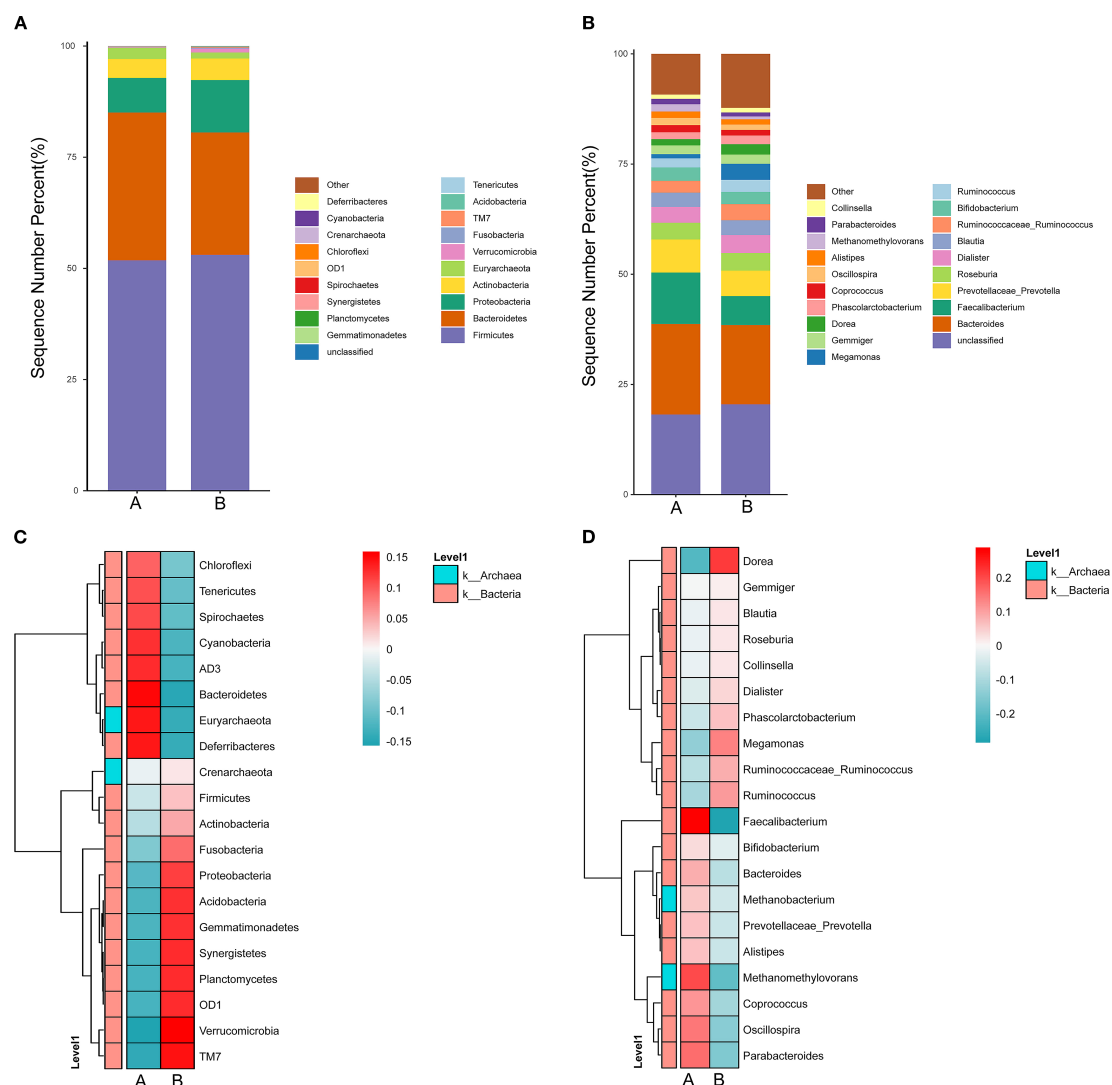 A
Sequence Number Percent(%)
100
75
50
25
0
A
B
Other
Deferribacteres
Cyanobacteria
Crenarchaeota
Chloroflexi
OD1
Spirochaetes
Synergistetes
Planctomycetes
Gemmatimonadetes
unclassified
Tenericutes
Acidobacteria
TM7
Fusobacteria
Verrucomicrobia
Euryarchaeota
Actinobacteria
Proteobacteria
Bacteroidetes
Firmicutes
B
Sequence Number Percent(%)
100
75
50
25
0
A
B
Other
Collinsella
Parabacteroides
Methanomethylovorans
Alistipes
Oscillospira
Coprococcus
Phascolarctobacterium
Dorea
Gemmiger
Megamonas
Ruminococcus
Bifidobacterium
Ruminococcaceae_Ruminococcus
Blautia
Dialister
Roseburia
Prevotellaceae_Prevotella
Faecalibacterium
Bacteroides
unclassified
C
Chloroflexi
Tenericutes
Spirochaetes
Cyanobacteria
AD3
Bacteroidetes
Euryarchaeota
Deferribacteres
Crenarchaeota
Firmicutes
Actinobacteria
Fusobacteria
Proteobacteria
Acidobacteria
Gemmatimonadetes
Synergistetes
Planctomycetes
OD1
Verrucomicrobia
TM7
Level1
A
B
0.15
0.1
0.05
0
-0.05
-0.1
-0.15
Level1
k__Archaea
k__Bacteria
D
Dorea
Gemmiger
Blautia
Roseburia
Collinsella
Dialister
Phascolarctobacterium
Megamonas
Ruminococcaceae_Ruminococcus
Ruminococcus
Faecalibacterium
Bifidobacterium
Bacteroides
Methanobacterium
Prevotellaceae_Prevotella
Alistipes
Methanomethylovorans
Coprococcus
Oscillospira
Parabacteroides
Level1
A
B
0.2
0.1
0
-0.1
-0.2
Level1
k__Archaea
k__Bacteria